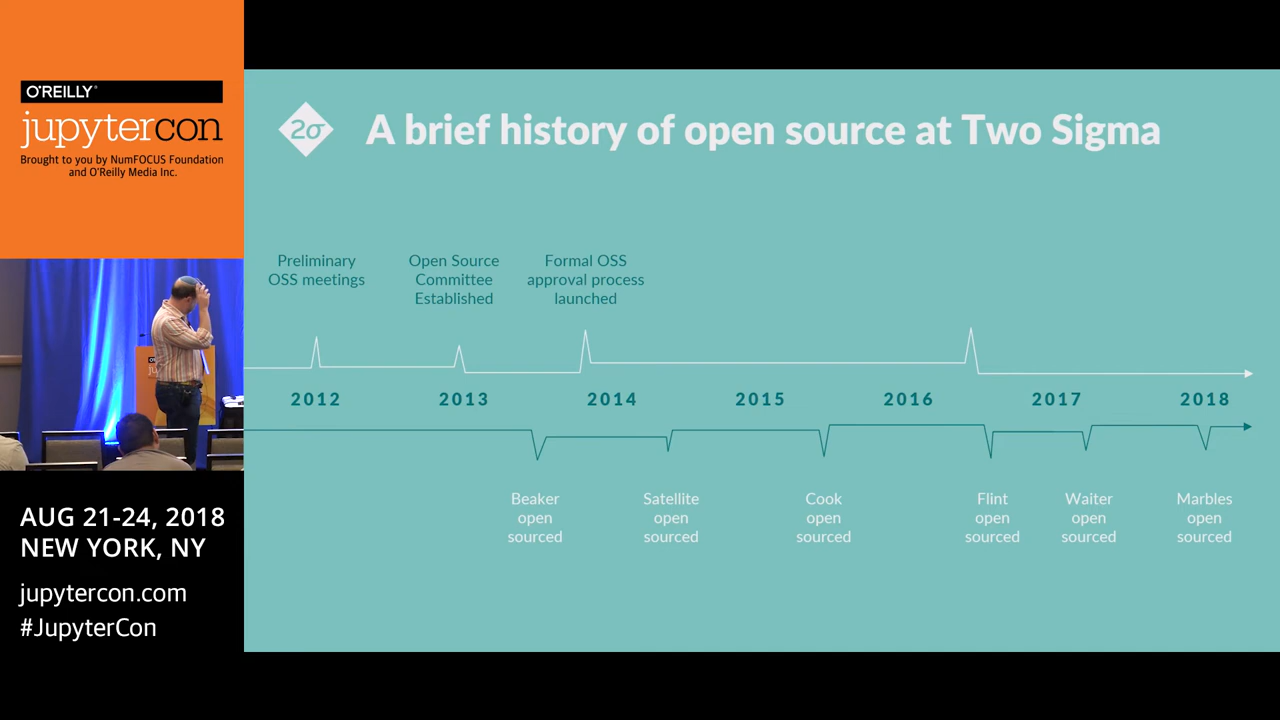 O'REILLY®
jupytercon
Brought to you by NumFOCUS Foundation
and O'Reilly Media Inc.
AUG 21-24, 2018
NEW YORK, NY
jupytercon.com
#JupyterCon
2σ
A brief history of open source at Two Sigma
Preliminary
OSS meetings
Open Source
Committee
Established
Formal OSS
approval process
launched
2012
2013
2014
2015
2016
2017
2018
Beaker
open
sourced
Satellite
open
sourced
Cook
open
sourced
Flint
open
sourced
Waiter
open
sourced
Marbles
open
sourced